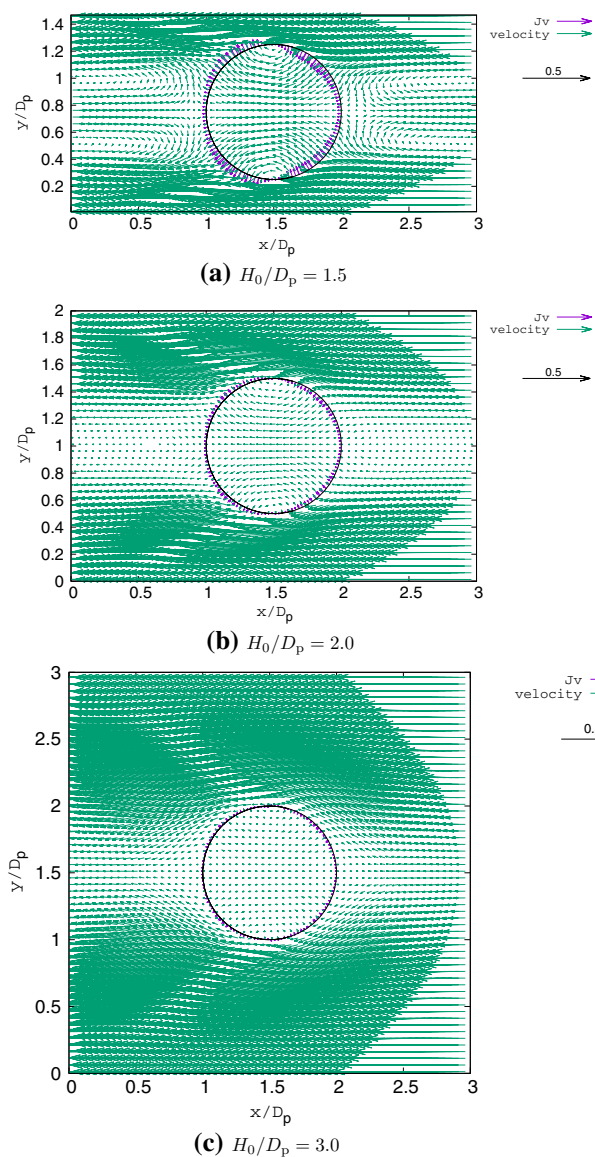 1.4
1.2
1
0.8
0.6
0.4
0.2
y/Dp
0 0.5 1 1.5 2 2.5 3
x/Dp
Jv
velocity
0.5
(a) H0/Dp = 1.5
2
1.8
1.6
1.4
1.2
1
0.8
0.6
0.4
0.2
0
y/Dp
0 0.5 1 1.5 2 2.5 3
x/Dp
Jv
velocity
0.5
(b) H0/Dp = 2.0
3
2.5
2
1.5
1
0.5
0
y/Dp
0 0.5 1 1.5 2 2.5 3
x/Dp
Jv
velocity
0.
(c) H0/Dp = 3.0